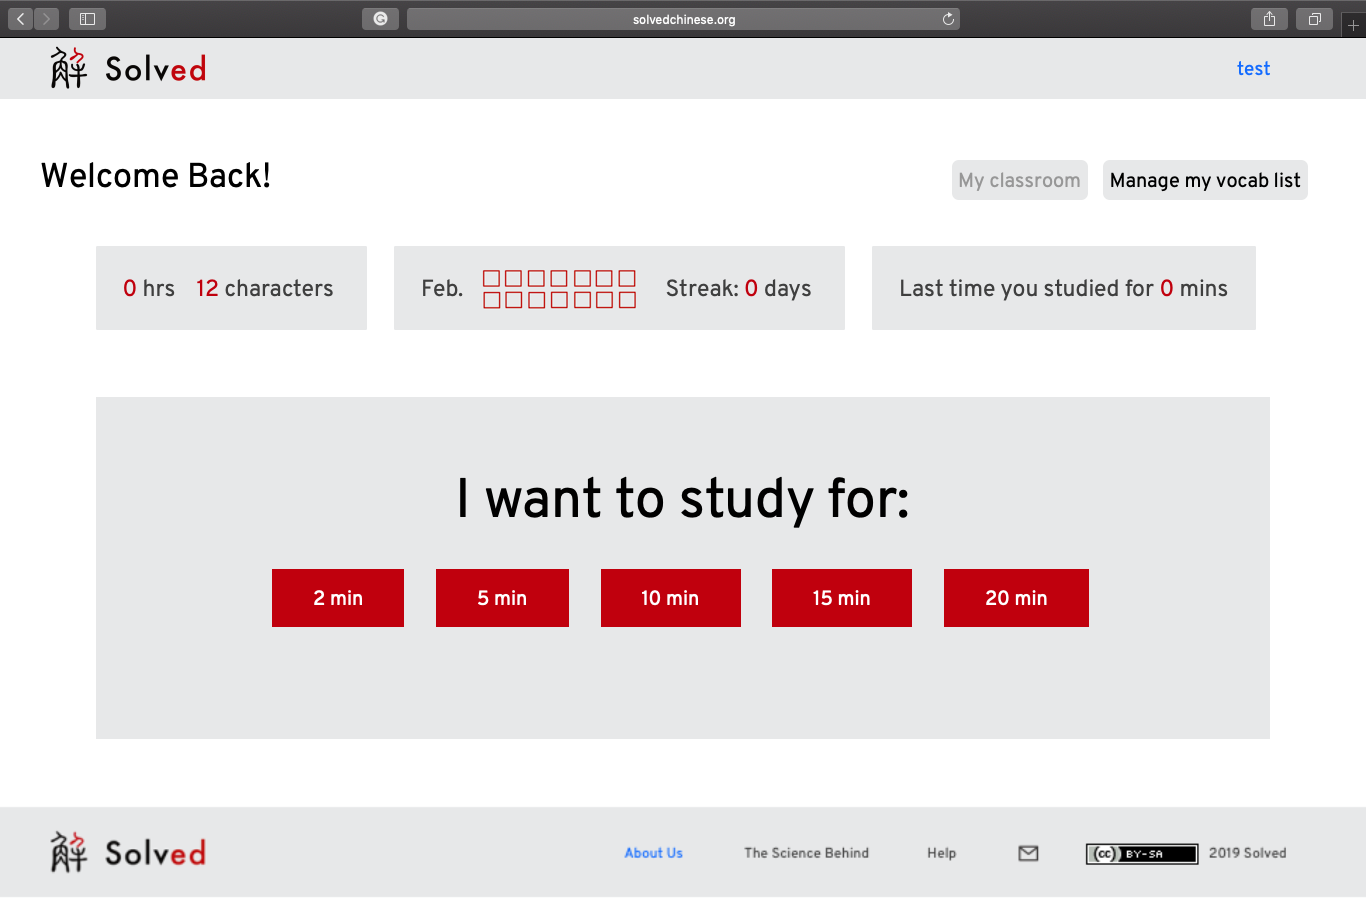 solvedchinese.org
解 Solved
test
Welcome Back!
My classroom
Manage my vocab list
0 hrs 12 characters
Feb.
Streak: 0 days
Last time you studied for 0 mins
I want to study for:
2 min
5 min
10 min
15 min
20 min
解 Solved
About Us
The Science Behind
Help
cc BY-SA
2019 Solved